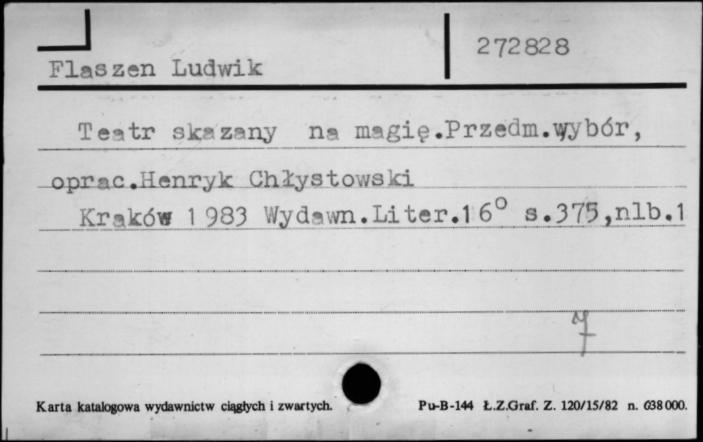 272828
Flaszen Ludwik
Teatr skazany na magię.Przedm.wybór,
oprac.Henryk Chłystowski
Kraków 1983 Wydawn.Liter.16° s.375,nlb.1
Karta katalogowa wydawnictw ciągłych i zwartych. Pu-B-144 Ł.Z.Graf. Z. 120/15/82 n. 638000.